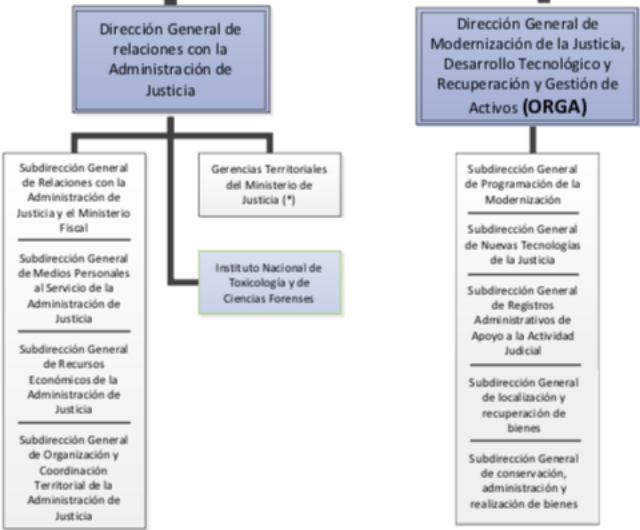 Dirección General de
relaciones con la
Administración de
Justicia
Subdirección General
de Relaciones con la
Administración de
Justicia y el Ministerio
Fiscal
Subdirección General
de Medios Personales
al Servicio de la
Administración de
Justicia
Subdirección General
de Recursos
Económicos de la
Administración de
Justicia
Subdirección General
de Organización y
Coordinación
Territorial de la
Administración de
Justicia
Gerencias Territoriales
del Ministerio de
Justicia (*)
Instituto Nacional de
Toxicología y de
Ciencias Forenses
Dirección General de
Modernización de la Justicia,
Desarrollo Tecnológico y
Recuperación y Gestión de
Activos (ORGA)
Subdirección General
de Programación de la
Modernización
Subdirección General
de Nuevas Tecnologías
de la Justicia
Subdirección General
de Registros
Administrativos de
Apoyo a la Actividad
Judicial
Subdirección General
de localización y
recuperación de
bienes
Subdirección General
de conservación,
administración y
realización de bienes